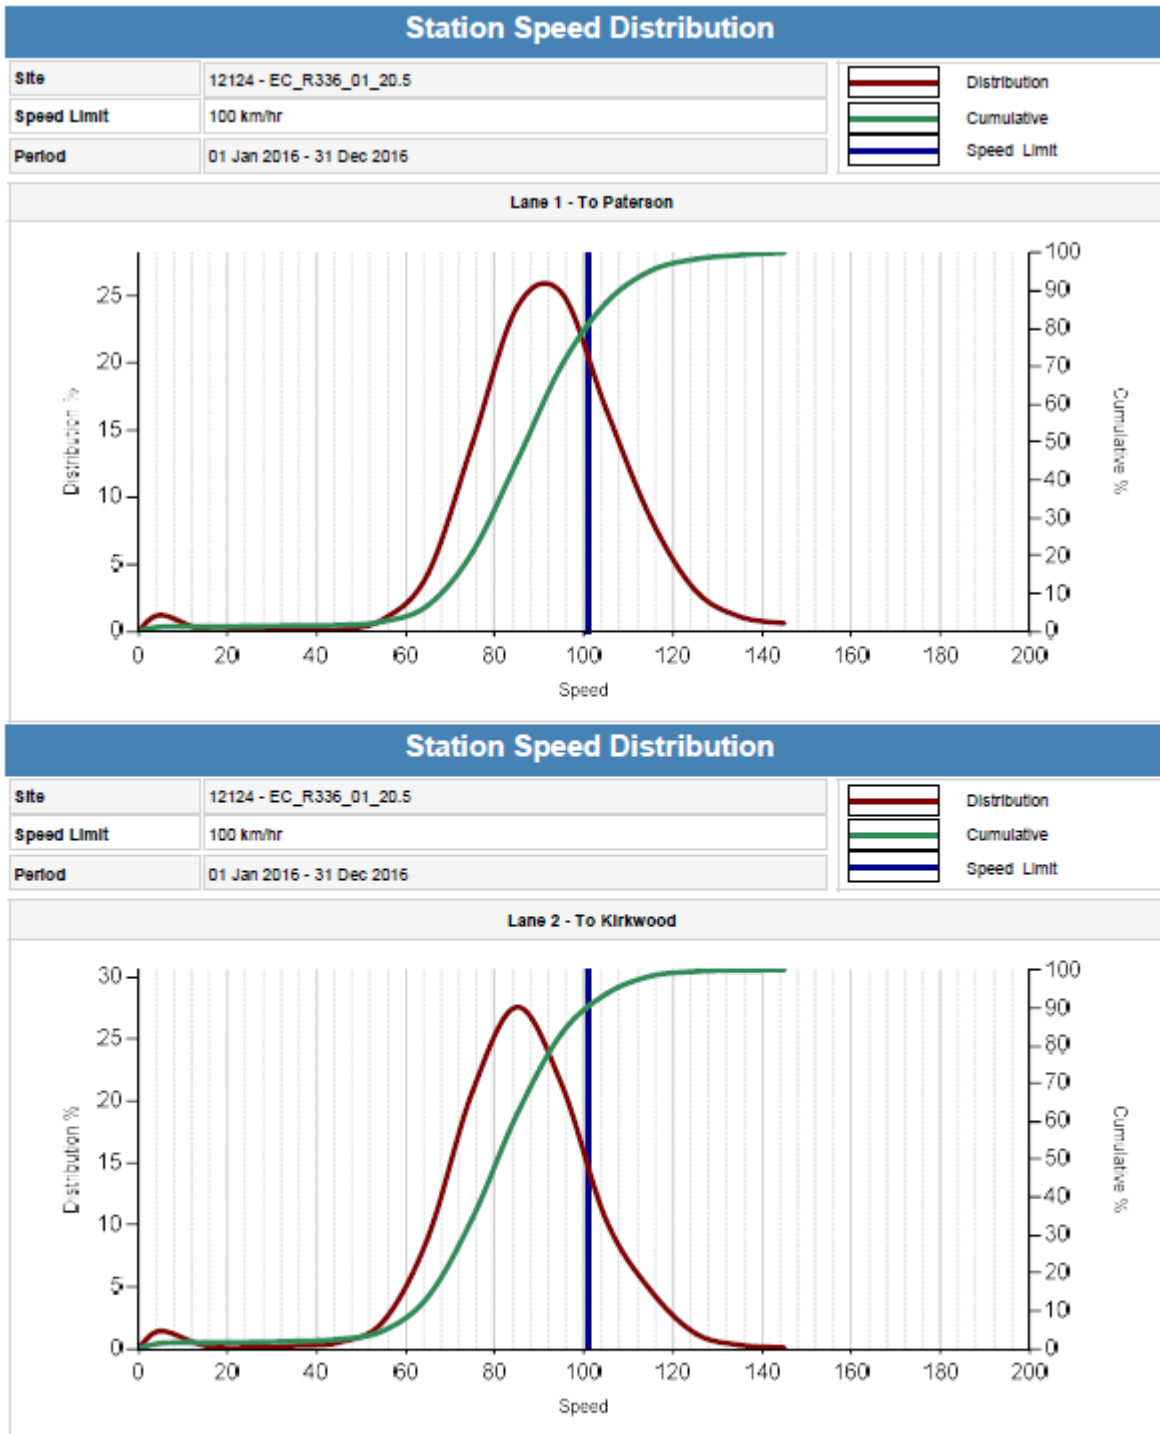 Station Speed Distribution
Site 12124 - EC_R336_01_20.5
Speed Limit 100 km/hr
Period 01 Jan 2016 - 31 Dec 2016
Distribution
Cumulative
Speed Limit
Lane 1 - To Paterson
25
20
15
10
5
0
Distribution %
100
90
80
70
60
50
40
30
20
10
0
Cumulative %
0 20 40 60 80 100 120 140 160 180 200
Speed
Station Speed Distribution
Site 12124 - EC_R336_01_20.5
Speed Limit 100 km/hr
Period 01 Jan 2016 - 31 Dec 2016
Distribution
Cumulative
Speed Limit
Lane 2 - To Kirkwood
30
25
20
15
10
5
0
Distribution %
100
90
80
70
60
50
40
30
20
10
0
Cumulative %
0 20 40 60 80 100 120 140 160 180 200
Speed